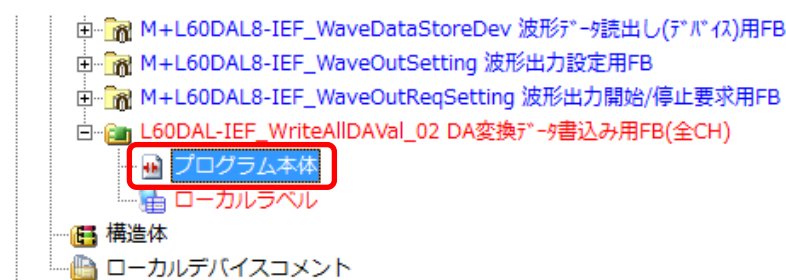 M+L60DAL8-IEF_WaveDataStoreDev 波形ﾃﾞｰﾀ読出し(ﾃﾞﾊﾞｲｽ)用FB
M+L60DAL8-IEF_WaveOutSetting 波形出力設定用FB
M+L60DAL8-IEF_WaveOutReqSetting 波形出力開始/停止要求用FB
L60DAL-IEF_WriteAllDAVal_02 DA変換ﾃﾞｰﾀ書込み用FB(全CH)
プログラム本体
ローカルラベル
構造体
ローカルデバイスコメント